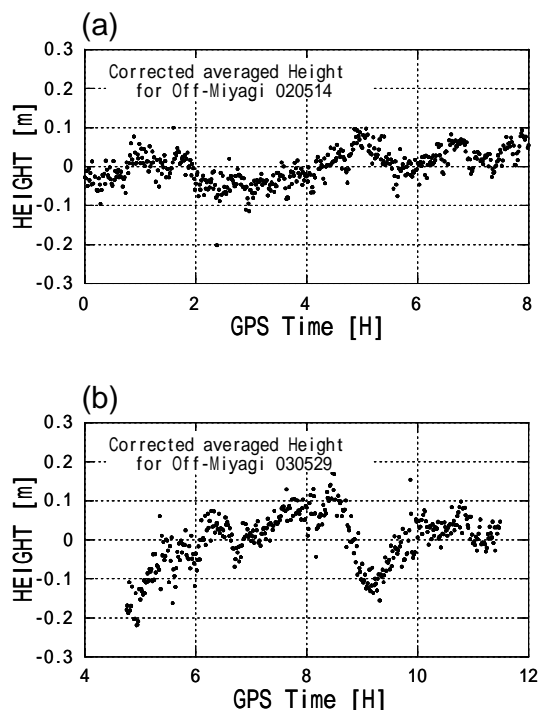 (a)
0.3
Corrected averaged Height
for Off-Miyagi 020514
0.2
0.1
0
-0.1
-0.2
-0.3
HEIGHT [m]
0 2 4 6 8
GPS Time [H]
(b)
0.3
Corrected averaged Height
for Off-Miyagi 030529
0.2
0.1
0
-0.1
-0.2
-0.3
HEIGHT [m]
4 6 8 10 12
GPS Time [H]